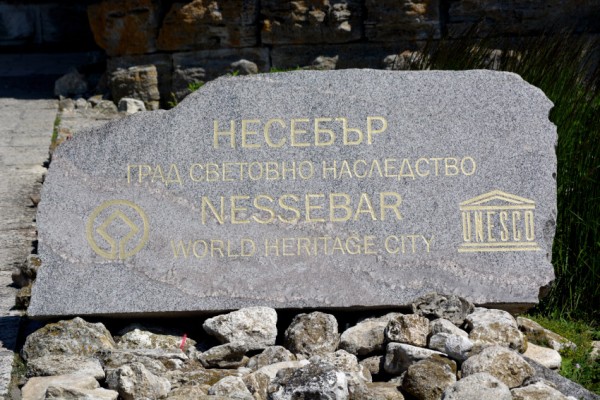 НЕСЕБЪР
ГРАД СВЕТОВНО НАСЛЕДСТВО
NESSEBAR
WORLD HERITAGE CITY
UNESCO